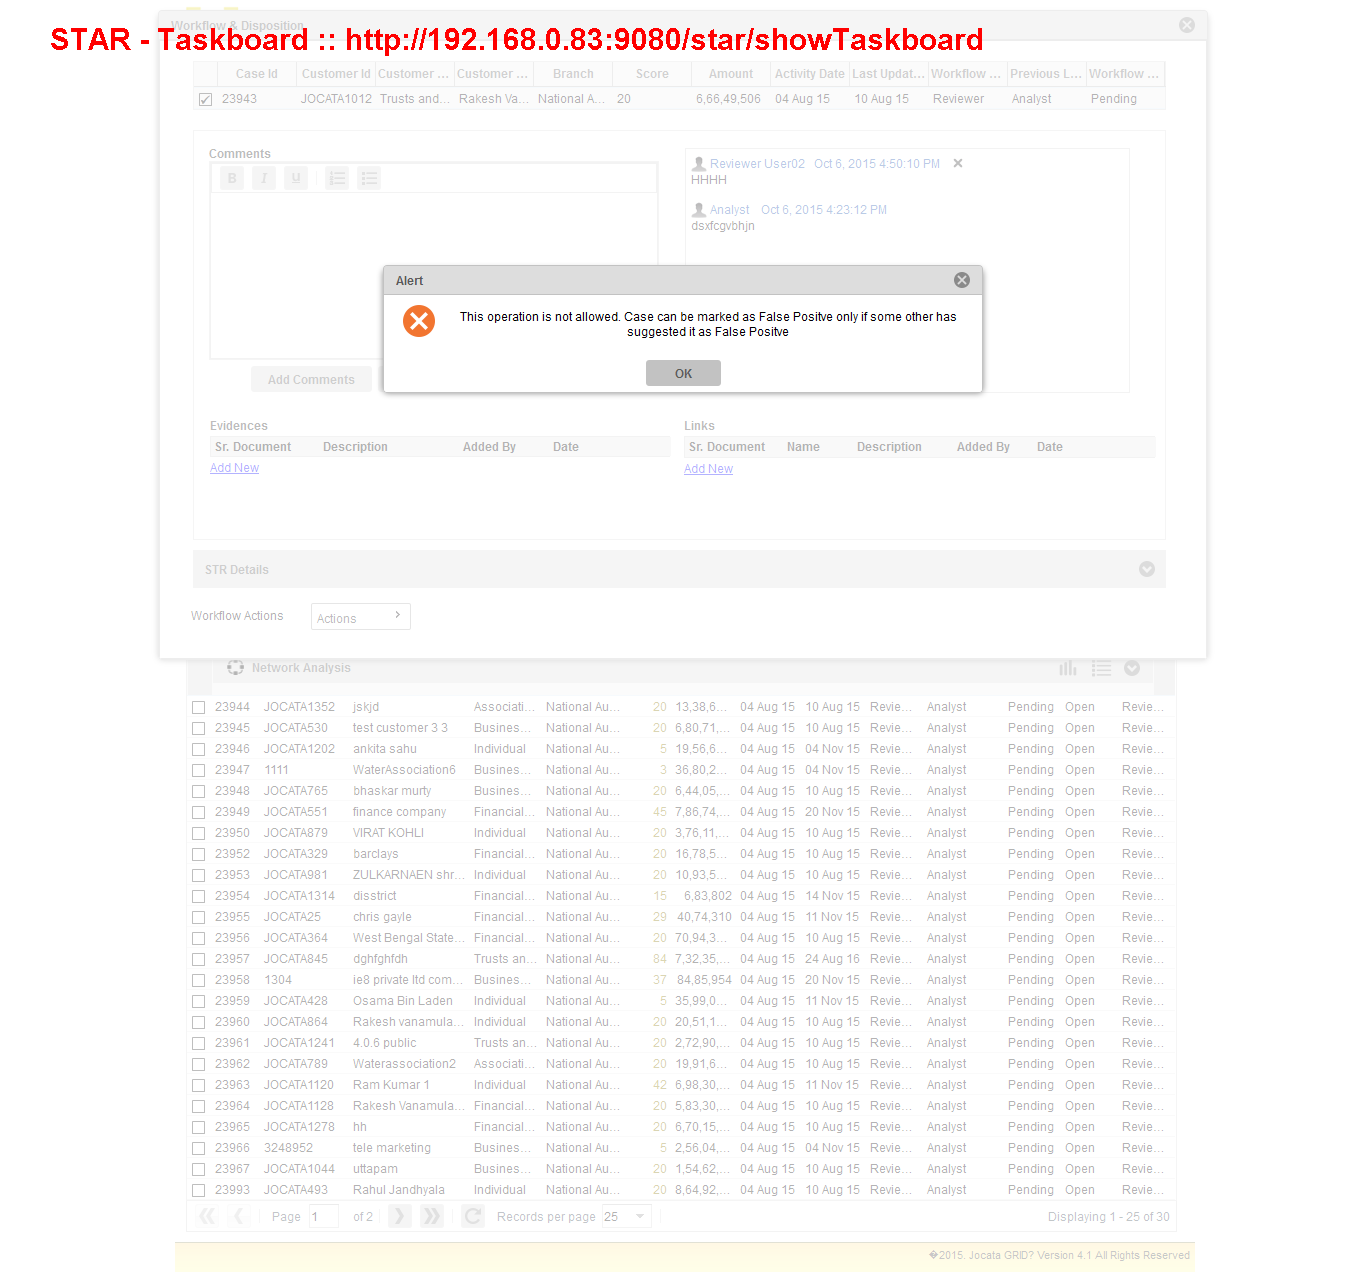 Workflow & Disposition
STAR - Taskboard :: http://192.168.0.83:9080/star/showTaskboard
Case Id Customer Id Customer ... Customer ... Branch Score Amount Activity Date Last Updat... Workflow ... Previous L... Workflow ...
23943 JOCATA1012 Trusts and... Rakesh Va... National A... 20 6,66,49,506 04 Aug 15 10 Aug 15 Reviewer Analyst Pending
Comments
B I U
Reviewer User02 Oct 6, 2015 4:50:10 PM
HHHH
Analyst Oct 6, 2015 4:23:12 PM
dsxfcgvbhjn
Alert
This operation is not allowed. Case can be marked as False Positve only if some other has
suggested it as False Positve
OK
Add Comments
Evidences
Sr. Document Description Added By Date
Add New
Links
Sr. Document Name Description Added By Date
Add New
STR Details
Workflow Actions Actions
Network Analysis
23944 JOCATA1352 jskjd Associati... National Au... 20 13,38,6... 04 Aug 15 10 Aug 15 Revie... Analyst Pending Open Revie...
23945 JOCATA530 test customer 3 3 Busines... National Au... 20 6,80,71,... 04 Aug 15 10 Aug 15 Revie... Analyst Pending Open Revie...
23946 JOCATA1202 ankita sahu Individual National Au... 5 19,56,6... 04 Aug 15 04 Nov 15 Revie... Analyst Pending Open Revie...
23947 1111 WaterAssociation6 Busines... National Au... 3 36,80,2... 04 Aug 15 04 Nov 15 Revie... Analyst Pending Open Revie...
23948 JOCATA765 bhaskar murty Busines... National Au... 20 6,44,05,... 04 Aug 15 10 Aug 15 Revie... Analyst Pending Open Revie...
23949 JOCATA551 finance company Financial... National Au... 45 7,86,74,... 04 Aug 15 20 Nov 15 Revie... Analyst Pending Open Revie...
23950 JOCATA879 VIRAT KOHLI Individual National Au... 20 3,76,11,... 04 Aug 15 10 Aug 15 Revie... Analyst Pending Open Revie...
23952 JOCATA329 barclays Financial... National Au... 20 16,78,5... 04 Aug 15 10 Aug 15 Revie... Analyst Pending Open Revie...
23953 JOCATA981 ZULKARNAEN shr... Individual National Au... 20 10,93,5... 04 Aug 15 10 Aug 15 Revie... Analyst Pending Open Revie...
23954 JOCATA1314 disstrict Financial... National Au... 15 6,83,802 04 Aug 15 14 Nov 15 Revie... Analyst Pending Open Revie...
23955 JOCATA25 chris gayle Financial... National Au... 29 40,74,310 04 Aug 15 11 Nov 15 Revie... Analyst Pending Open Revie...
23956 JOCATA364 West Bengal State... Financial... National Au... 20 70,94,3... 04 Aug 15 10 Aug 15 Revie... Analyst Pending Open Revie...
23957 JOCATA845 dghfghfdh Trusts an... National Au... 84 7,32,35,... 04 Aug 15 24 Aug 16 Revie... Analyst Pending Open Revie...
23958 1304 ie8 private ltd com... Busines... National Au... 37 84,85,954 04 Aug 15 20 Nov 15 Revie... Analyst Pending Open Revie...
23959 JOCATA428 Osama Bin Laden Individual National Au... 5 35,99,0... 04 Aug 15 11 Nov 15 Revie... Analyst Pending Open Revie...
23960 JOCATA864 Rakesh vanamula... Individual National Au... 20 20,51,1... 04 Aug 15 10 Aug 15 Revie... Analyst Pending Open Revie...
23961 JOCATA1241 4.0.6 public Trusts an... National Au... 20 2,72,90,... 04 Aug 15 10 Aug 15 Revie... Analyst Pending Open Revie...
23962 JOCATA789 Waterassociation2 Associati... National Au... 20 19,91,6... 04 Aug 15 10 Aug 15 Revie... Analyst Pending Open Revie...
23963 JOCATA1120 Ram Kumar 1 Individual National Au... 42 6,98,30,... 04 Aug 15 11 Nov 15 Revie... Analyst Pending Open Revie...
23964 JOCATA1128 Rakesh Vanamula... Financial... National Au... 20 5,83,30,... 04 Aug 15 10 Aug 15 Revie... Analyst Pending Open Revie...
23965 JOCATA1278 hh Financial... National Au... 20 6,70,15,... 04 Aug 15 10 Aug 15 Revie... Analyst Pending Open Revie...
23966 3248952 tele marketing Busines... National Au... 5 2,56,04,... 04 Aug 15 04 Nov 15 Revie... Analyst Pending Open Revie...
23967 JOCATA1044 uttapam Busines... National Au... 20 1,54,62,... 04 Aug 15 10 Aug 15 Revie... Analyst Pending Open Revie...
23993 JOCATA493 Rahul Jandhyala Individual National Au... 20 8,64,92,... 04 Aug 15 10 Aug 15 Revie... Analyst Pending Open Revie...
Page 1 of 2 Records per page 25 Displaying 1 - 25 of 30
�2015. Jocata GRID? Version 4.1 All Rights Reserved